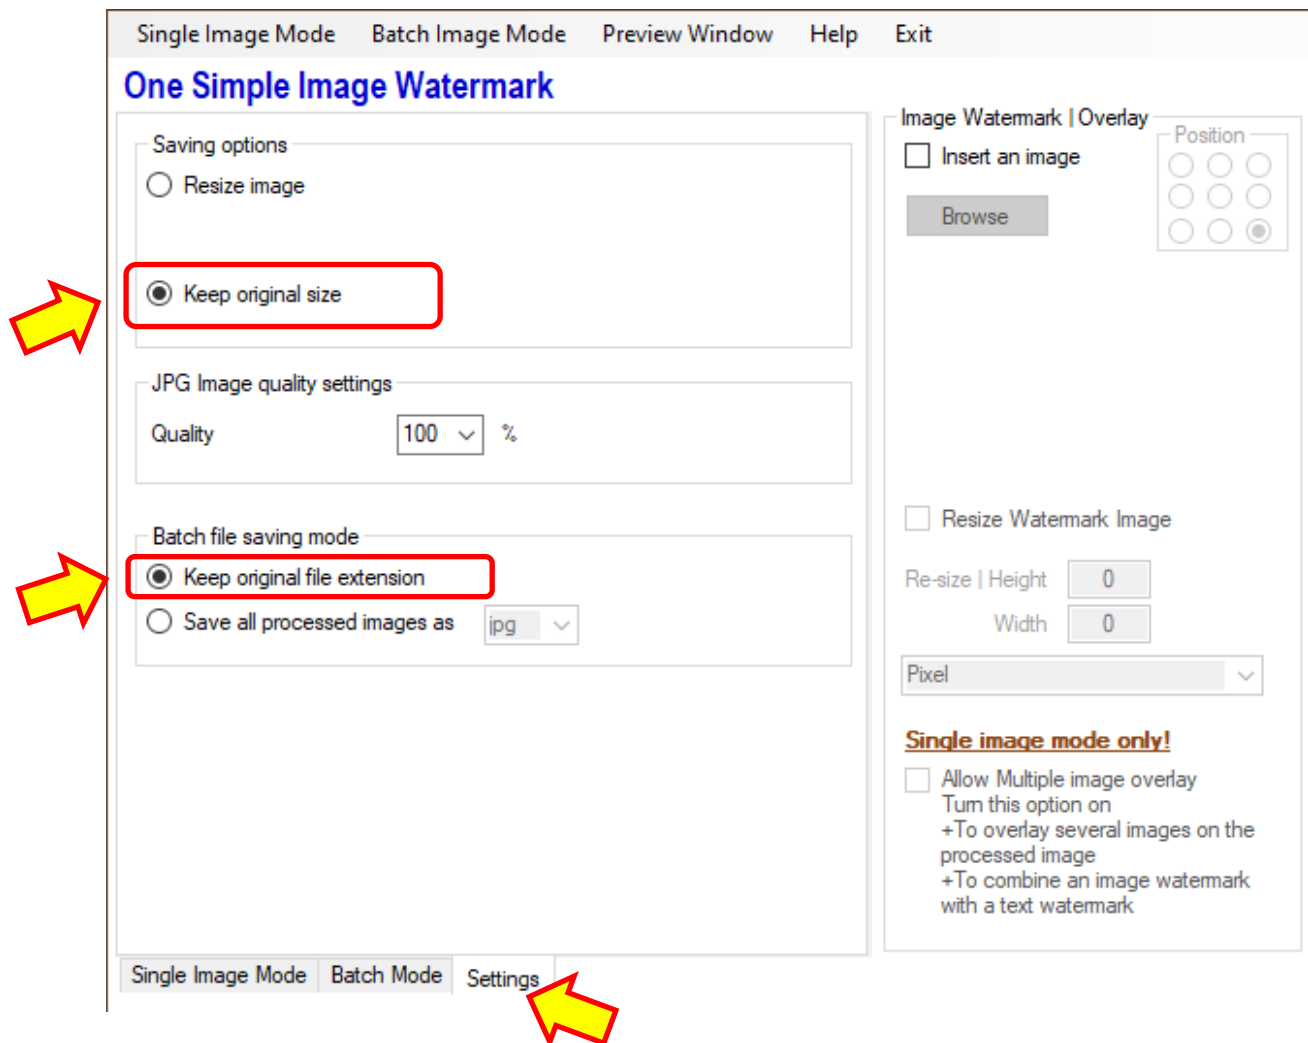 Single Image Mode Batch Image Mode Preview Window Help Exit
One Simple Image Watermark
Saving options
Resize image
Keep original size
JPG Image quality settings
Quality 100 %
Batch file saving mode
Keep original file extension
Save all processed images as jpg
Single Image Mode Batch Mode Settings
Image Watermark | Overlay
Insert an image
Position
Browse
Resize Watermark Image
Re-size | Height 0
Width 0
Pixel
Single image mode only!
Allow Multiple image overlay
Turn this option on
+To overlay several images on the
processed image
+To combine an image watermark
with a text watermark